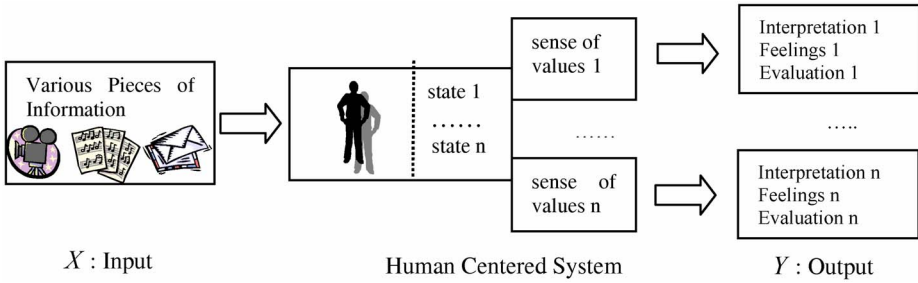 Various Pieces of
Information
state 1
......
state n
sense of
values 1
......
sense of
values n
Interpretation 1
Feelings 1
Evaluation 1
.....
Interpretation n
Feelings n
Evaluation n
X : Input
Human Centered System
Y : Output